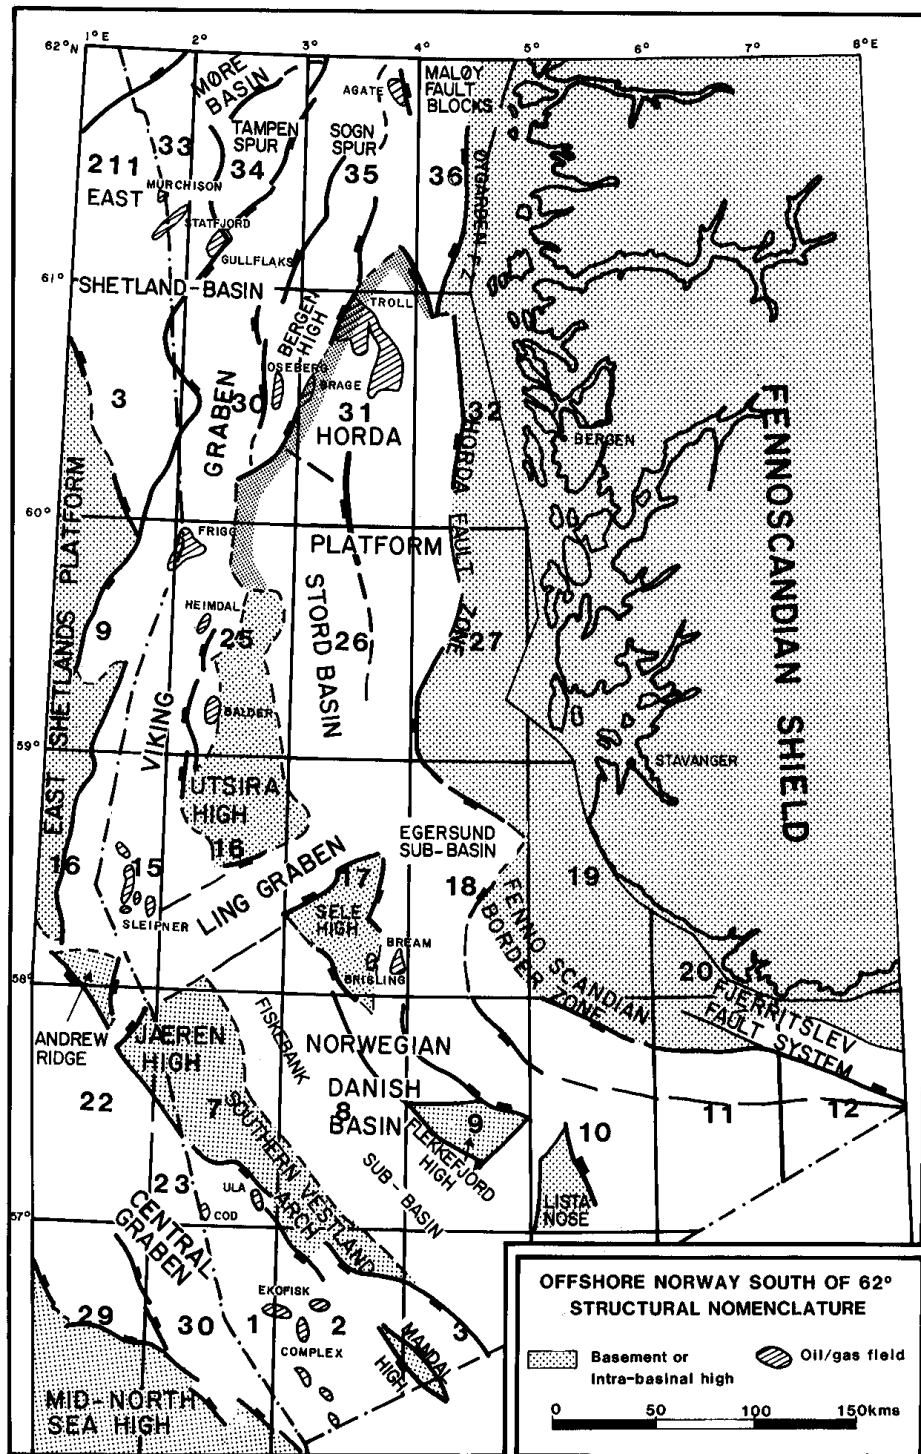 62°N
1°E
2°
3°
4°
5°
6°
7°
8°E
MØRE
BASIN
AGATE
MALØY
FAULT
BLOCKS
TAMPEN
SPUR
SOGN
SPUR
33
34
35
36
211
EAST
MURCHISON
STATFJORD
GULLFLAKS
ØYGARDEN F.Z.
61°
SHETLAND-BASIN
TROLL
BERGEN
HIGH
OSEBERG
BRAGE
3
30
31
32
GRABEN
HORDA
BERGEN
HORDA FAULT ZONE
FENNOSCANDIAN SHIELD
EAST SHETLANDS PLATFORM
60°
FRIGG
PLATFORM
9
HEIMDAL
25
STORD BASIN
26
27
BALDER
VIKING
59°
STAVANGER
UTSIRA
HIGH
16
EGERSUND
SUB-BASIN
16
15
17
18
19
LING GRABEN
SLEIPNER
SELE
HIGH
BREAM
BRISLING
FENNO SCANDIAN
BORDER ZONE
20
58°
FJERRITSLEV
FAULT SYSTEM
ANDREW
RIDGE
JÆREN
HIGH
FISKEBANK
NORWEGIAN
DANISH
BASIN
22
7
8
9
10
11
12
SOUTHERN VESTLAND
ARCH
FLEKKEFJORD
HIGH
SUB-BASIN
LISTA
NOSE
23
ULA
COD
57°
CENTRAL
GRABEN
EKOFISK
COMPLEX
29
30
1
2
3
MANDAL
HIGH
MID-NORTH
SEA HIGH
OFFSHORE NORWAY SOUTH OF 62°
STRUCTURAL NOMENCLATURE
Basement or
Intra-basinal high
Oil/gas field
0 50 100 150kms